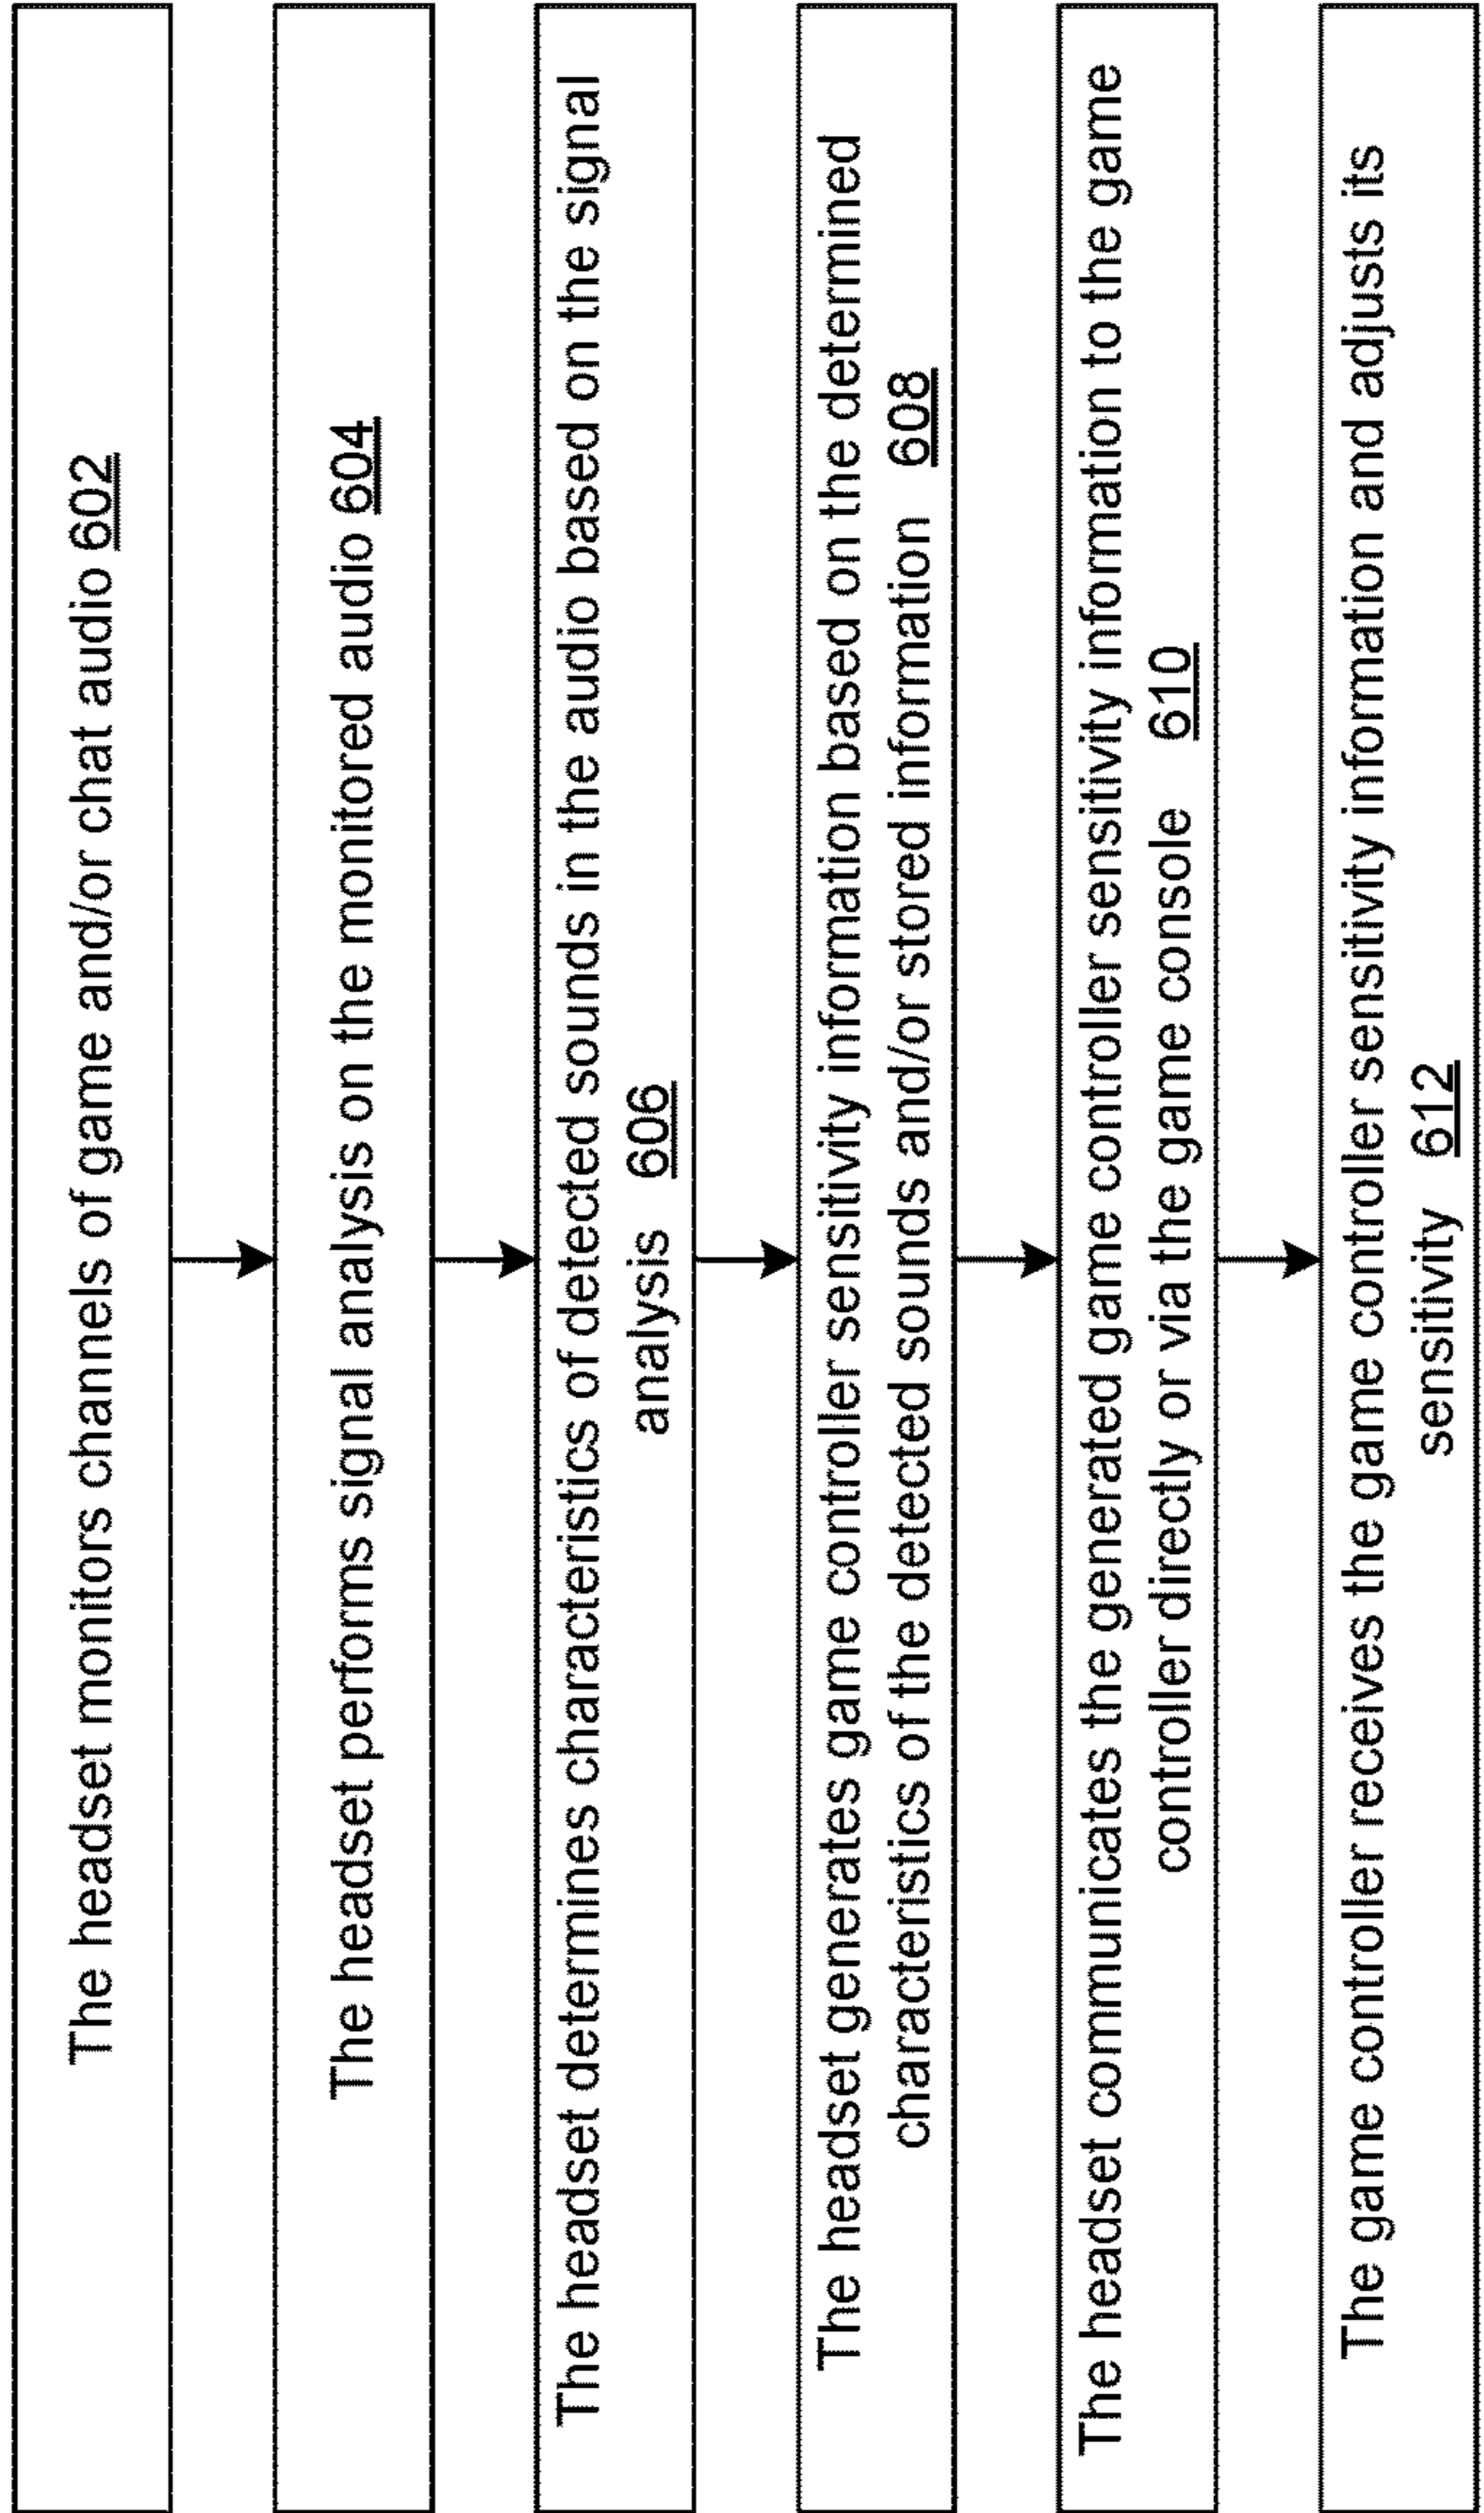 The headset monitors channels of game and/or chat audio 602
The headset performs signal analysis on the monitored audio 604
The headset determines characteristics of detected sounds in the audio based on the signal
analysis 606
The headset generates game controller sensitivity information based on the determined
characteristics of the detected sounds and/or stored information 608
The headset communicates the generated game controller sensitivity information to the game
controller directly or via the game console 610
The game controller receives the game controller sensitivity information and adjusts its
sensitivity 612